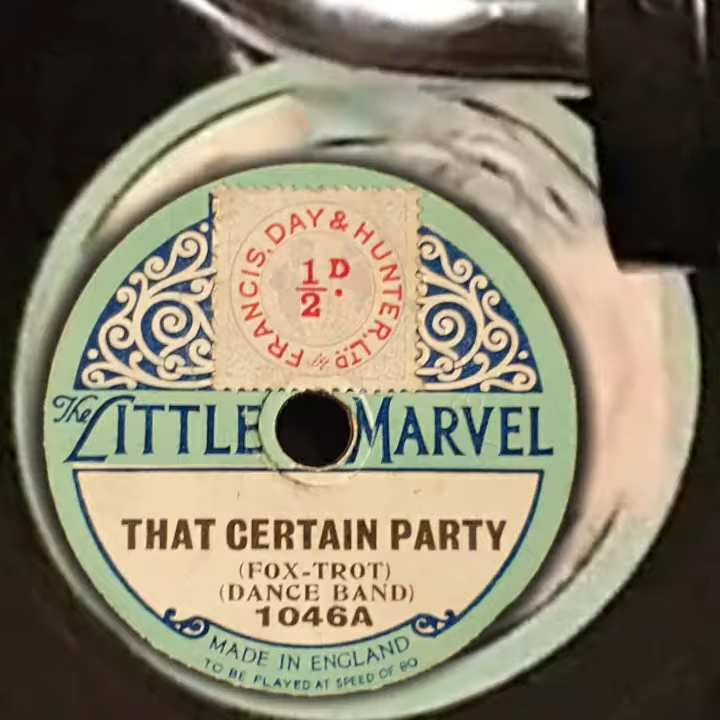 FRANCIS. DAY & HUNTER. LTD
1/2 D.
The LITTLE MARVEL
THAT CERTAIN PARTY
(FOX-TROT)
(DANCE BAND)
1046A
MADE IN ENGLAND
TO BE PLAYED AT SPEED OF 80